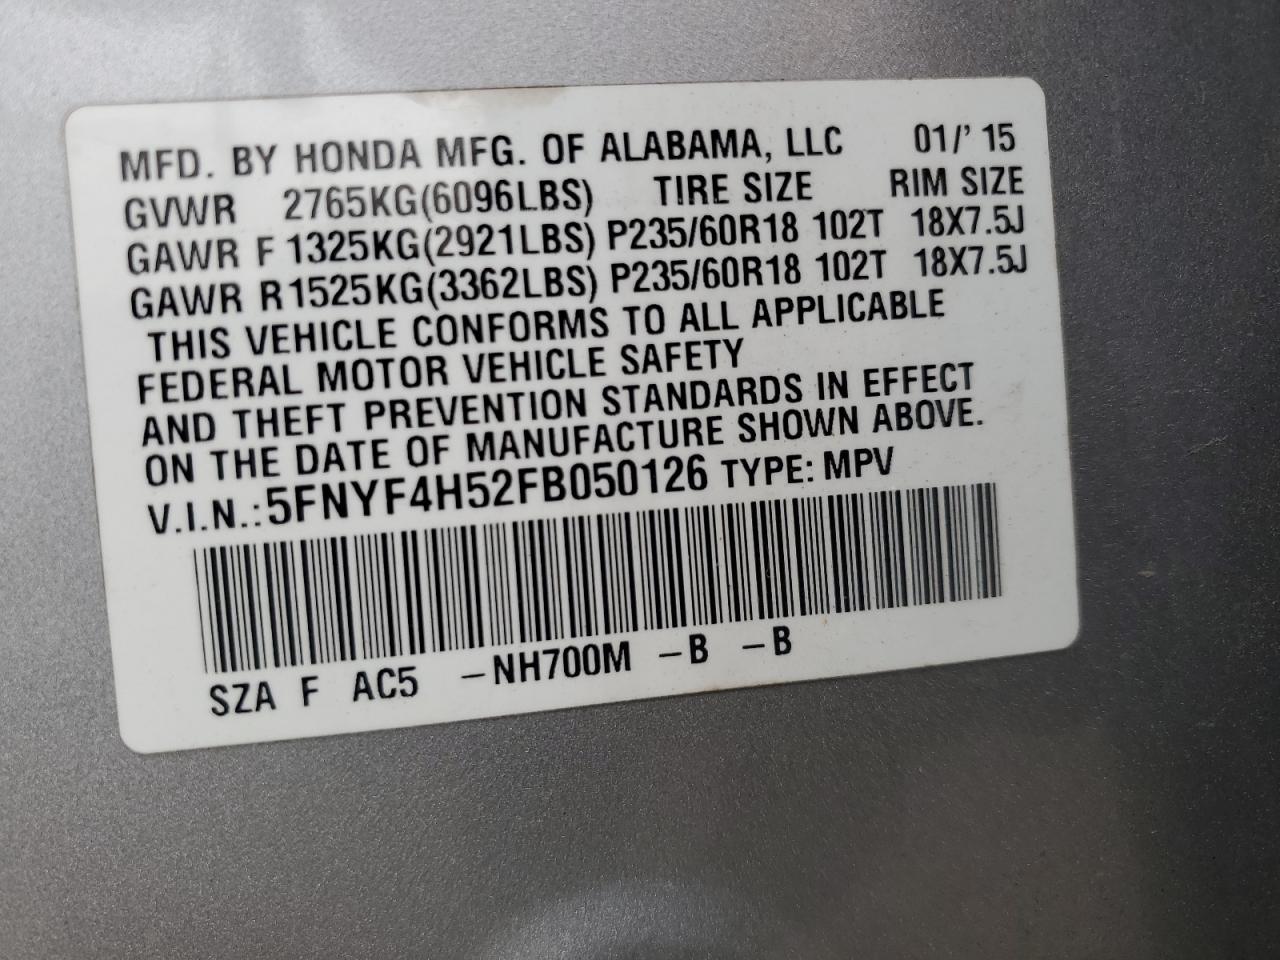 MFD. BY HONDA MFG. OF ALABAMA, LLC 01/' 15
GVWR 2765KG(6096LBS) TIRE SIZE RIM SIZE
GAWR F 1325KG(2921LBS) P235/60R18 102T 18X7.5J
GAWR R1525KG(3362LBS) P235/60R18 102T 18X7.5J
THIS VEHICLE CONFORMS TO ALL APPLICABLE
FEDERAL MOTOR VEHICLE SAFETY
AND THEFT PREVENTION STANDARDS IN EFFECT
ON THE DATE OF MANUFACTURE SHOWN ABOVE.
V.I.N.:5FNYF4H52FB050126 TYPE: MPV
SZA F AC5 –NH700M –B –B